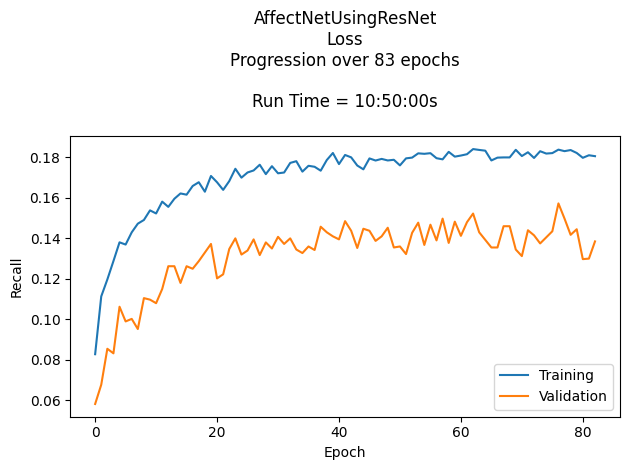 AffectNetUsingResNet
Loss
Progression over 83 epochs
Run Time = 10:50:00s
Recall
0.18
0.16
0.14
0.12
0.10
0.08
0.06
0
20
40
60
80
Epoch
Training
Validation